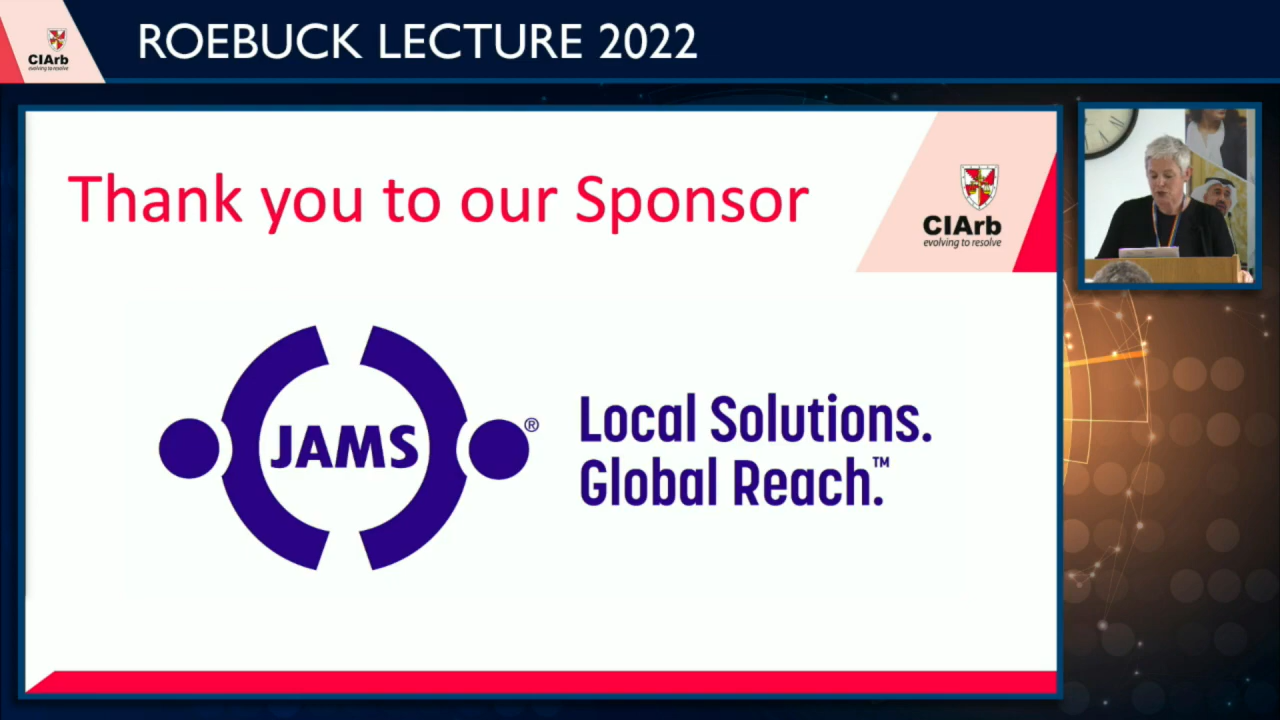 CIArb
evolving to resolve
ROEBUCK LECTURE 2022
Thank you to our Sponsor
CIArb
evolving to resolve
JAMS®
Local Solutions.
Global Reach.™